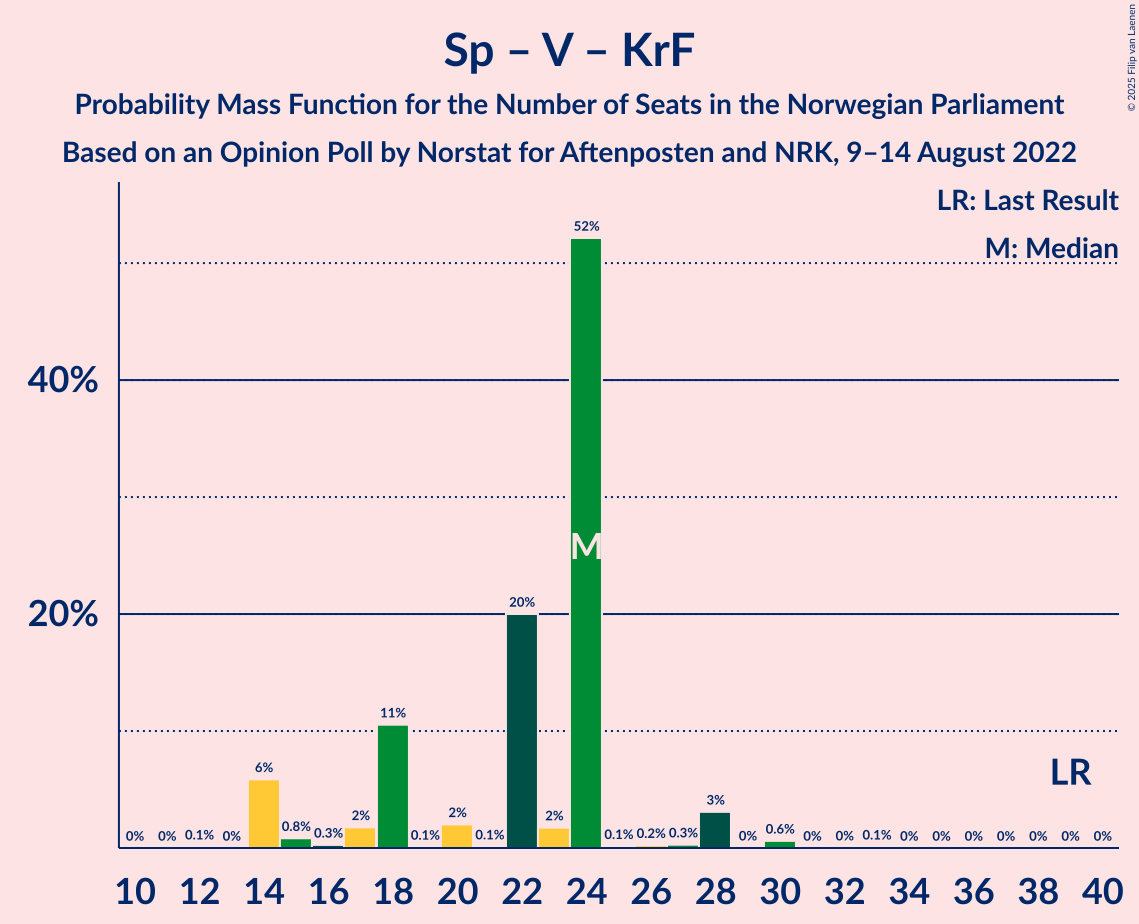 Sp – V – KrF
Probability Mass Function for the Number of Seats in the Norwegian Parliament
Based on an Opinion Poll by Norstat for Aftenposten and NRK, 9–14 August 2022
© 2025 Filip van Laenen
LR: Last Result
M: Median
52%
40%
M
20%
20%
11%
LR
6%
3%
0% 0% 0.1% 0% 0.8% 0.3% 2% 0.1% 2% 0.1% 2% 0.1% 0.2% 0.3% 0% 0.6% 0% 0% 0.1% 0% 0% 0% 0% 0% 0% 0%
10 12 14 16 18 20 22 24 26 28 30 32 34 36 38 40